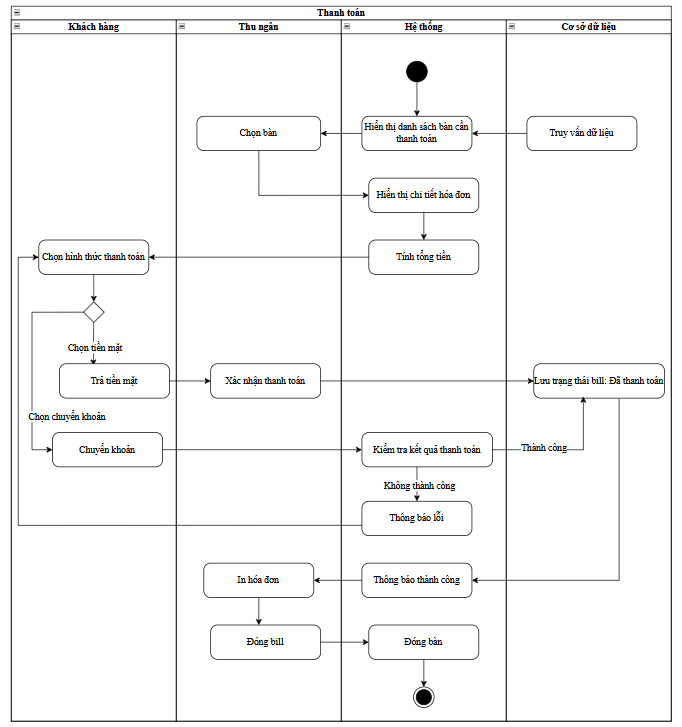 Thanh toán
Khách hàng
Thu ngân
Hệ thống
Cơ sở dữ liệu
Chọn bàn
Hiển thị danh sách bàn cần
thanh toán
Truy vấn dữ liệu
Hiển thị chi tiết hóa đơn
Chọn hình thức thanh toán
Tính tổng tiền
Chọn tiền mặt
Trả tiền mặt
Xác nhận thanh toán
Lưu trạng thái bill: Đã thanh toán
Chọn chuyển khoản
Chuyển khoản
Kiểm tra kết quả thanh toán
Thành công
Không thành công
Thông báo lỗi
In hóa đơn
Thông báo thành công
Đóng bill
Đóng bàn